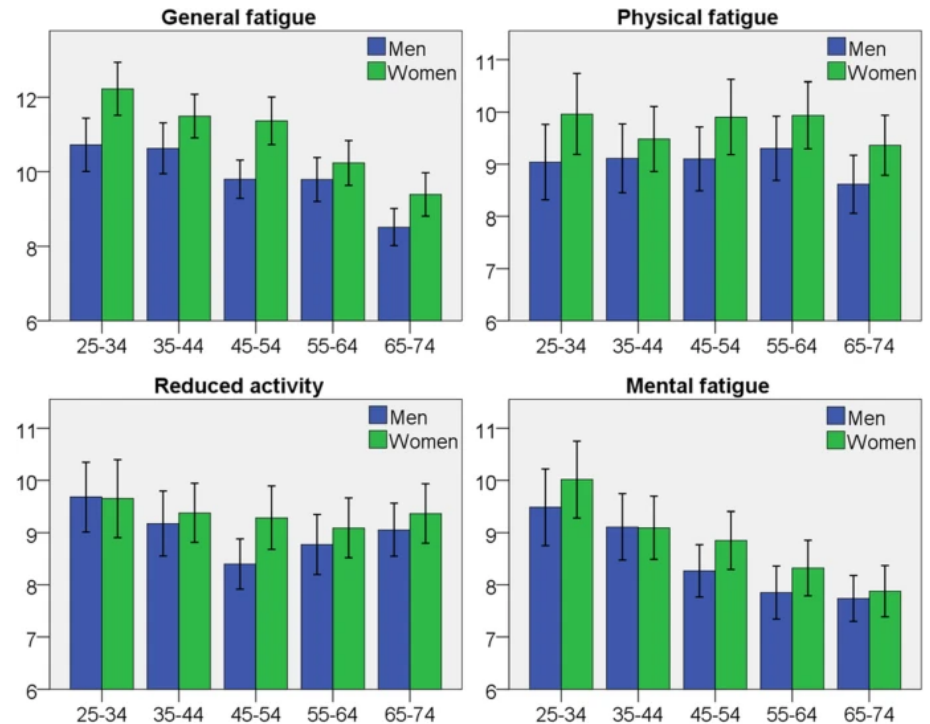 General fatigue
Men
Women
12
10
8
6
25-34 35-44 45-54 55-64 65-74
Physical fatigue
Men
Women
11
10
9
8
7
6
25-34 35-44 45-54 55-64 65-74
Reduced activity
Men
Women
11
10
9
8
7
6
25-34 35-44 45-54 55-64 65-74
Mental fatigue
Men
Women
11
10
9
8
7
6
25-34 35-44 45-54 55-64 65-74